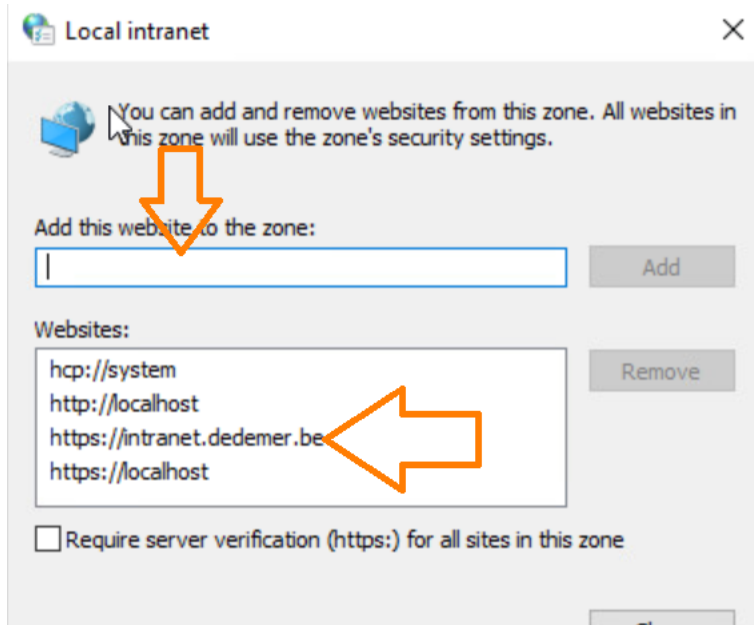 Local intranet
You can add and remove websites from this zone. All websites in
this zone will use the zone's security settings.
Add this website to the zone:
Add
Websites:
hcp://system
http://localhost
https://intranet.dedemer.be
https://localhost
Remove
Require server verification (https:) for all sites in this zone